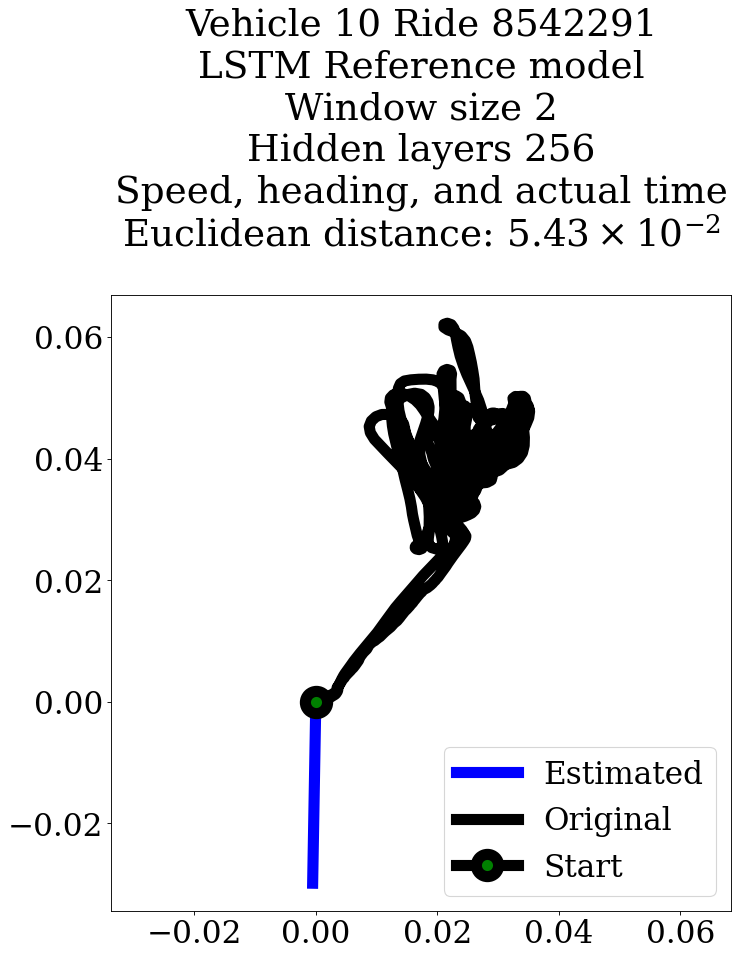 Vehicle 10 Ride 8542291
LSTM Reference model
Window size 2
Hidden layers 256
Speed, heading, and actual time
Euclidean distance: 5.43 × 10⁻²
0.06
0.04
0.02
0.00
−0.02
Estimated
Original
Start
−0.02 0.00 0.02 0.04 0.06